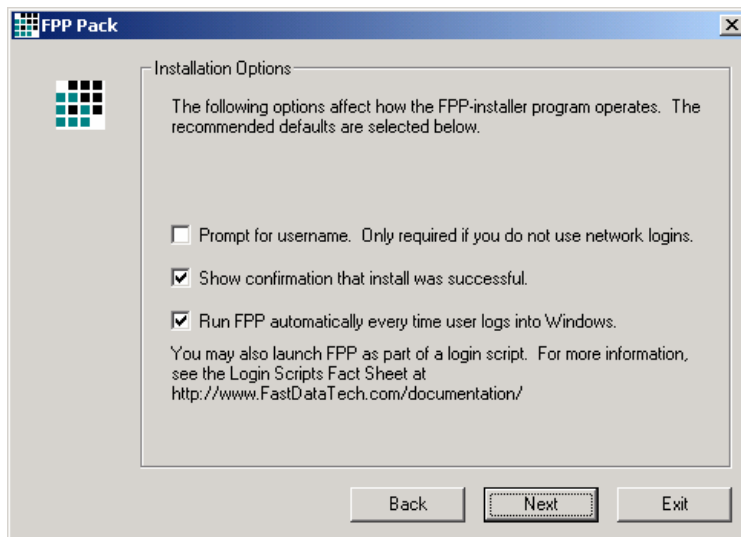 FPP Pack
Installation Options
The following options affect how the FPP-installer program operates.  The
recommended defaults are selected below.
Prompt for username.  Only required if you do not use network logins.
Show confirmation that install was successful.
Run FPP automatically every time user logs into Windows.
You may also launch FPP as part of a login script.  For more information,
see the Login Scripts Fact Sheet at
http://www.FastDataTech.com/documentation/
Back
Next
Exit